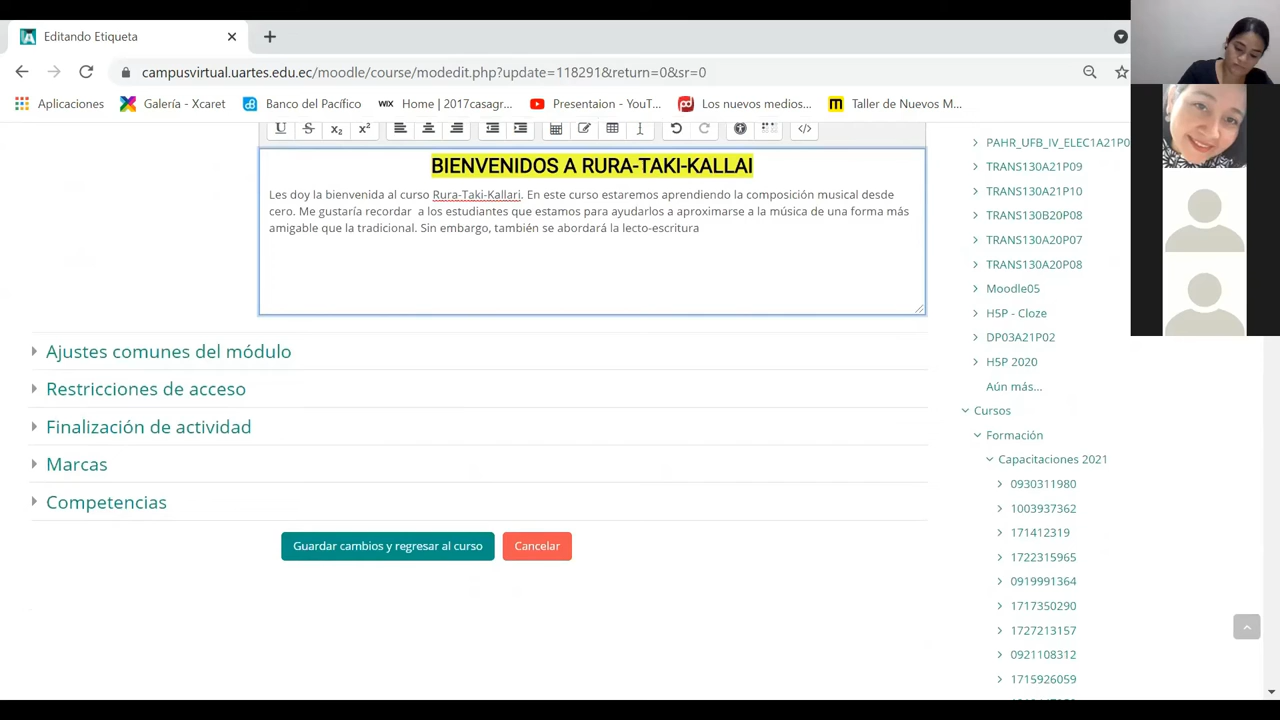 Editando Etiqueta
campusvirtual.uartes.edu.ec/moodle/course/modedit.php?update=118291&return=0&sr=0
Aplicaciones
Galería - Xcaret
Banco del Pacífico
WIX Home | 2017casagr...
Presentaion - YouT...
Los nuevos medios...
Taller de Nuevos M...
BIENVENIDOS A RURA-TAKI-KALLAI
Les doy la bienvenida al curso Rura-Taki-Kallari. En este curso estaremos aprendiendo la composición musical desde
cero. Me gustaría recordar a los estudiantes que estamos para ayudarlos a aproximarse a la música de una forma más
amigable que la tradicional. Sin embargo, también se abordará la lecto-escritura
Ajustes comunes del módulo
Restricciones de acceso
Finalización de actividad
Marcas
Competencias
Guardar cambios y regresar al curso
Cancelar
PAHR_UFB_IV_ELEC1A21P0
TRANS130A21P09
TRANS130A21P10
TRANS130B20P08
TRANS130A20P07
TRANS130A20P08
Moodle05
H5P - Cloze
DP03A21P02
H5P 2020
Aún más...
Cursos
Formación
Capacitaciones 2021
0930311980
1003937362
171412319
1722315965
0919991364
1717350290
1727213157
0921108312
1715926059